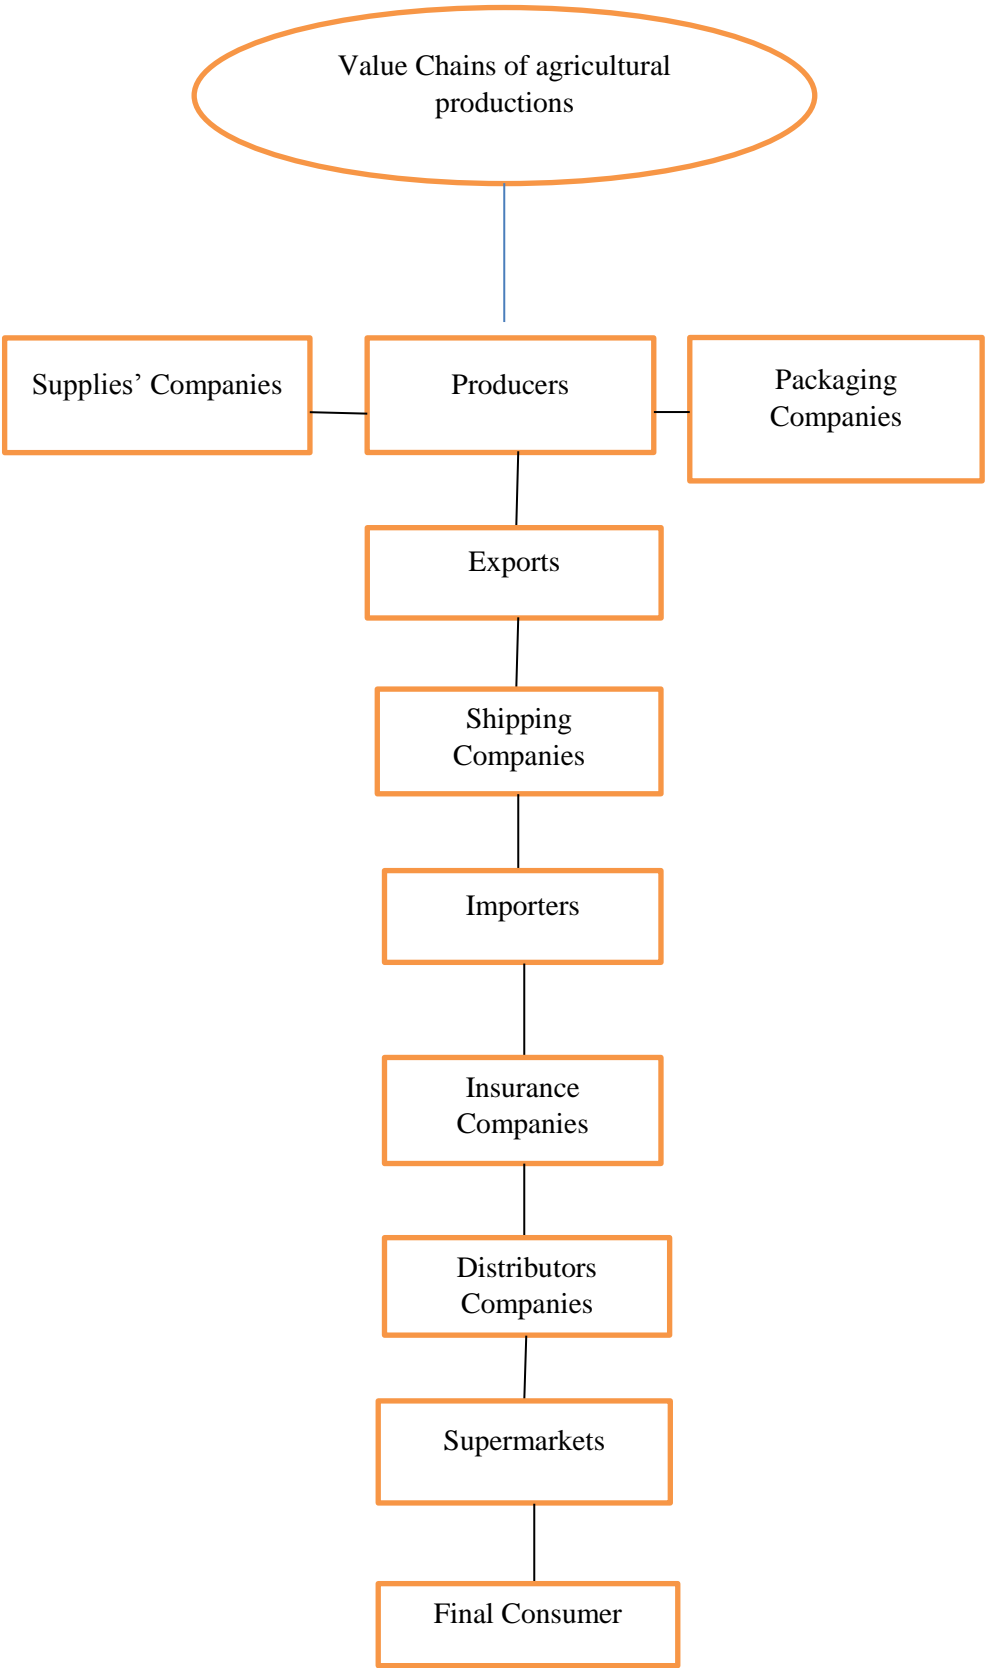 Value Chains of agricultural
productions
Supplies’ Companies
Producers
Packaging
Companies
Exports
Shipping
Companies
Importers
Insurance
Companies
Distributors
Companies
Supermarkets
Final Consumer